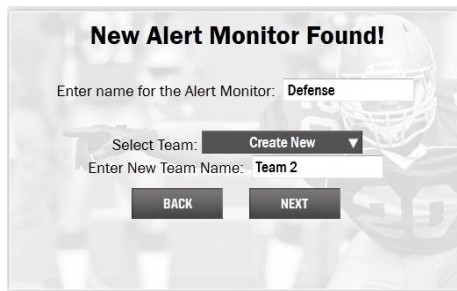 New Alert Monitor Found!
Enter name for the Alert Monitor: Defense
Select Team: Create New
Enter New Team Name: Team 2
BACK NEXT
20